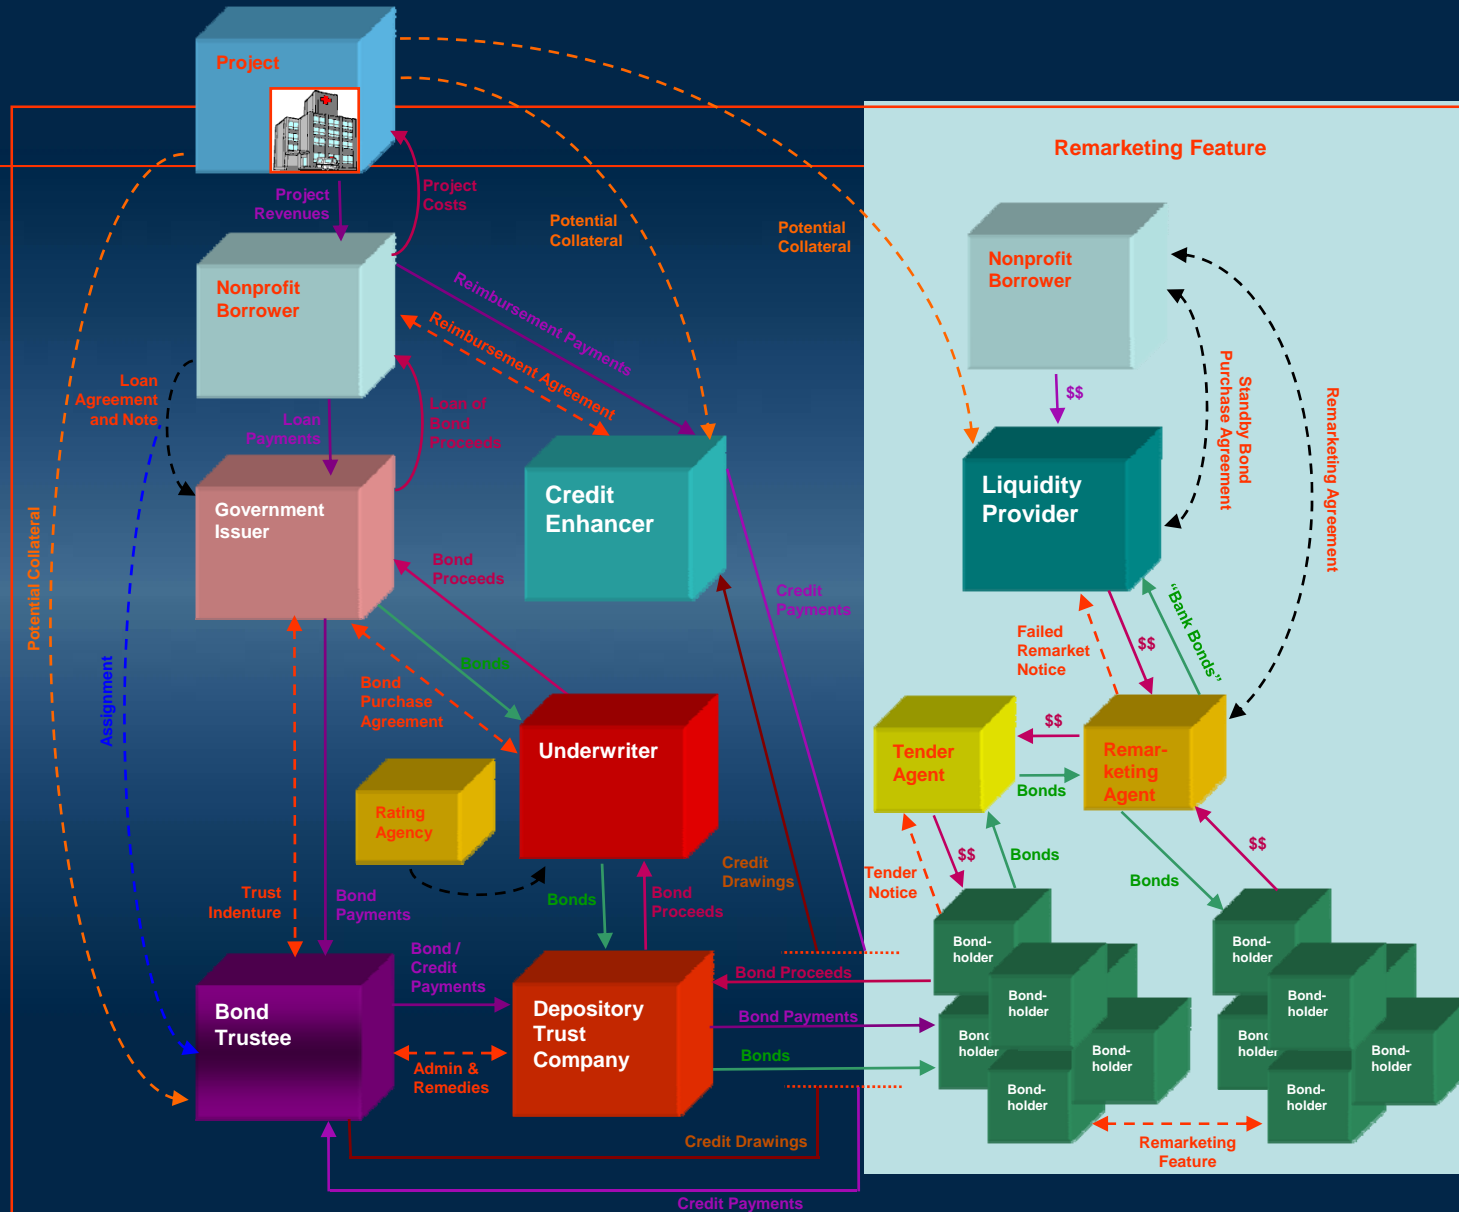 Project
Remarketing Feature
Project
Revenues
Project
Costs
Potential
Collateral
Potential
Collateral
Nonprofit
Borrower
Nonprofit
Borrower
Reimbursement Payments
Reimbursement Agreement
Loan
Agreement
and Note
Loan
Payments
Loan of
Bond
Proceeds
$$
Standby Bond
Purchase Agreement
Remarketing Agreement
Government
Issuer
Credit
Enhancer
Liquidity
Provider
Potential Collateral
Assignment
Bond
Proceeds
Bonds
Bond
Purchase
Agreement
Credit
Payments
Failed
Remarket
Notice
$$
“Bank Bonds”
Underwriter
Rating
Agency
Tender
Agent
$$
Bonds
Remar-
keting
Agent
Trust
Indenture
Bond
Payments
Bonds
Bond
Proceeds
Credit
Drawings
Tender
Notice
$$
Bonds
Bonds
$$
Bond /
Credit
Payments
Bond
Trustee
Admin &
Remedies
Depository
Trust
Company
Bond Proceeds
Bond Payments
Bonds
Bond-
holder
Bond-
holder
Bond
holder
Bond-
holder
Bond-
holder
Bond-
holder
Bond-
holder
Bond
holder
Bond-
holder
Bond-
holder
Remarketing
Feature
Credit Drawings
Credit Payments